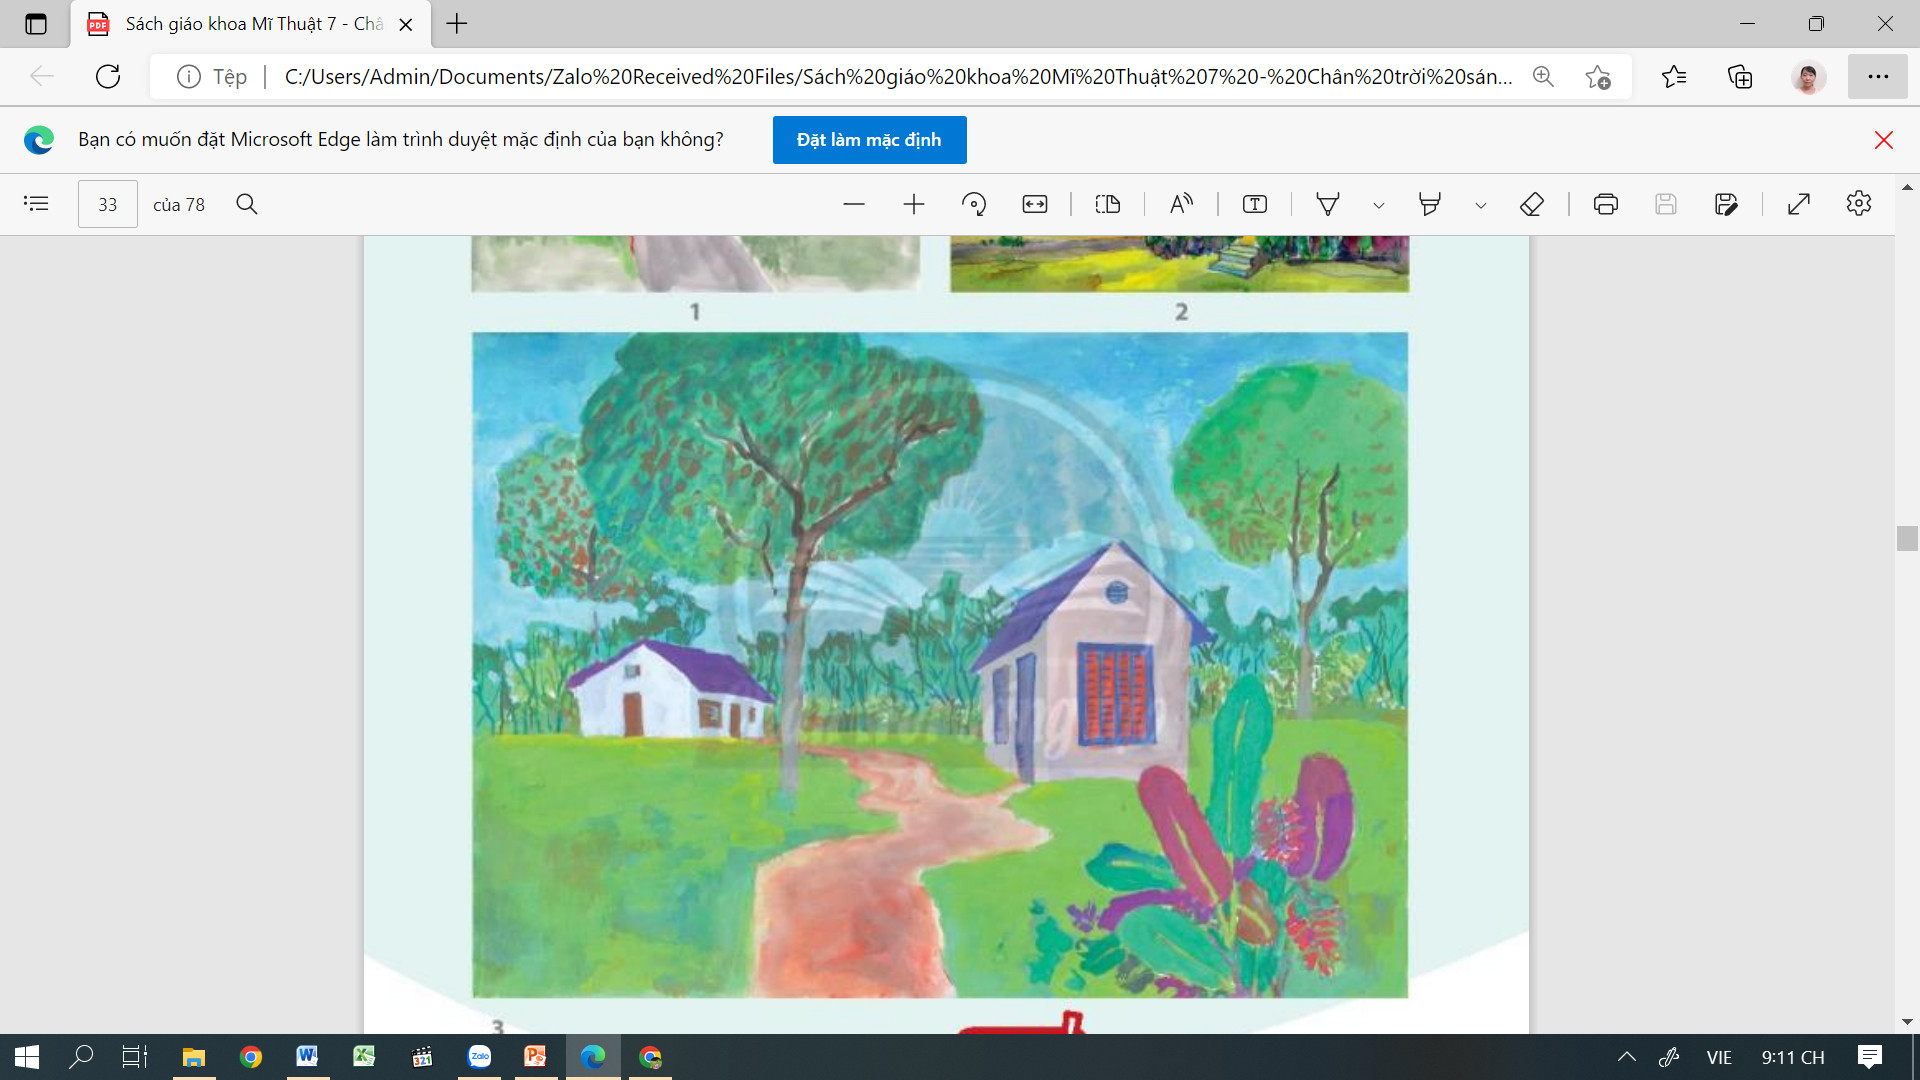 Sách giáo khoa Mĩ Thuật 7 - Châ
Tệp
C:/Users/Admin/Documents/Zalo%20Received%20Files/Sách%20giáo%20khoa%20Mĩ%20Thuật%207%20-%20Chân%20trời%20sán...
Bạn có muốn đặt Microsoft Edge làm trình duyệt mặc định của bạn không?
Đặt làm mặc định
33
của 78
1
2
3
VIE
9:11 CH